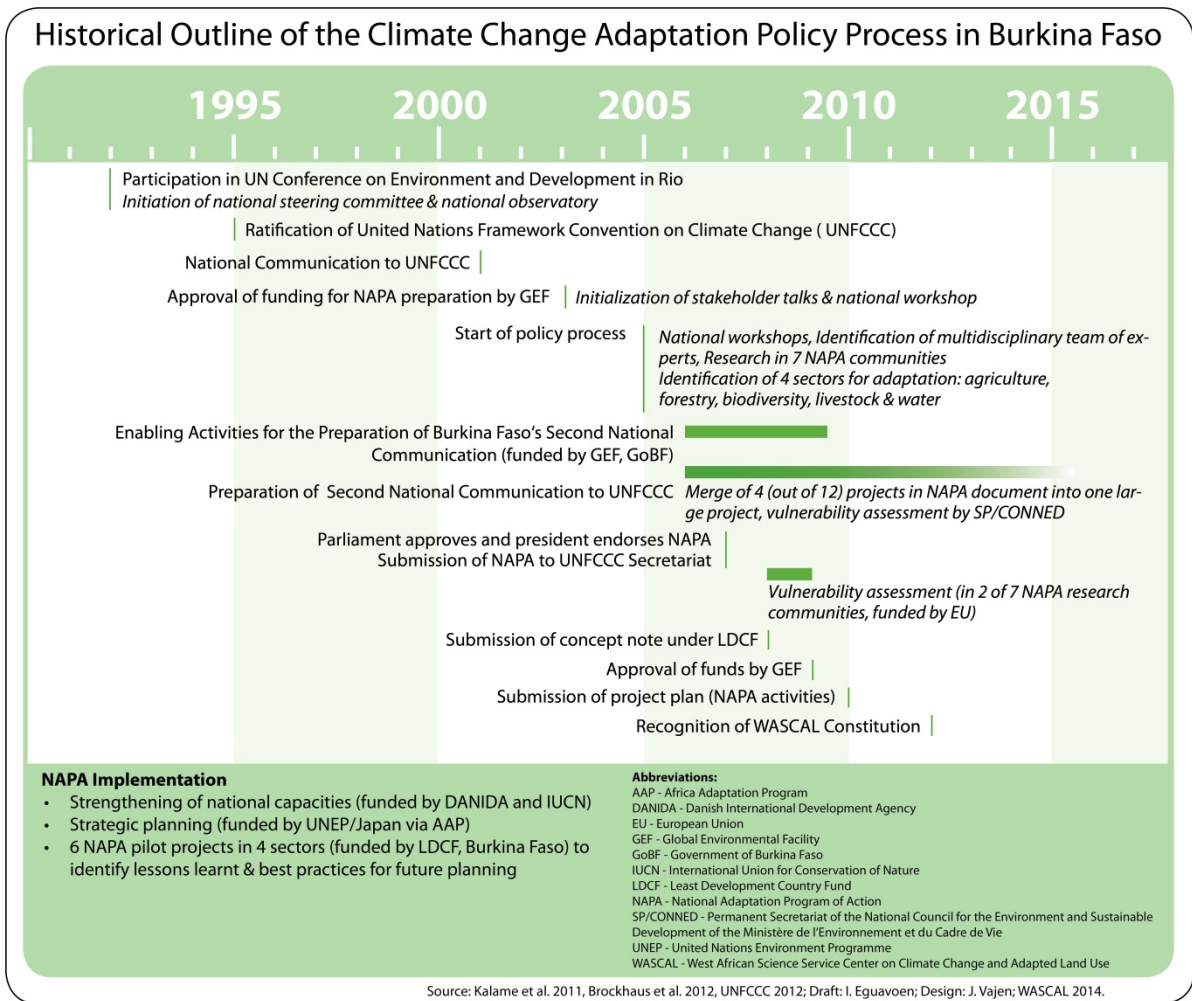 Historical Outline of the Climate Change Adaptation Policy Process in Burkina Faso
1995 2000 2005 2010 2015
Participation in UN Conference on Environment and Development in Rio
Initiation of national steering committee & national observatory
Ratification of United Nations Framework Convention on Climate Change ( UNFCCC)
National Communication to UNFCCC
Approval of funding for NAPA preparation by GEF
Initialization of stakeholder talks & national workshop
Start of policy process
National workshops, Identification of multidisciplinary team of ex-
perts, Research in 7 NAPA communities
Identification of 4 sectors for adaptation: agriculture,
forestry, biodiversity, livestock & water
Enabling Activities for the Preparation of Burkina Faso‘s Second National
Communication (funded by GEF, GoBF)
Preparation of Second National Communication to UNFCCC
Merge of 4 (out of 12) projects in NAPA document into one lar-
ge project, vulnerability assessment by SP/CONNED
Parliament approves and president endorses NAPA
Submission of NAPA to UNFCCC Secretariat
Vulnerability assessment (in 2 of 7 NAPA research
communities, funded by EU)
Submission of concept note under LDCF
Approval of funds by GEF
Submission of project plan (NAPA activities)
Recognition of WASCAL Constitution
NAPA Implementation
• Strengthening of national capacities (funded by DANIDA and IUCN)
• Strategic planning (funded by UNEP/Japan via AAP)
• 6 NAPA pilot projects in 4 sectors (funded by LDCF, Burkina Faso) to
identify lessons learnt & best practices for future planning
Abbreviations:
AAP - Africa Adaptation Program
DANIDA - Danish International Development Agency
EU - European Union
GEF - Global Environmental Facility
GoBF - Government of Burkina Faso
IUCN - International Union for Conservation of Nature
LDCF - Least Development Country Fund
NAPA - National Adaptation Program of Action
SP/CONNED - Permanent Secretariat of the National Council for the Environment and Sustainable
Development of the Ministère de l'Environnement et du Cadre de Vie
UNEP - United Nations Environment Programme
WASCAL - West African Science Service Center on Climate Change and Adapted Land Use
Source: Kalame et al. 2011, Brockhaus et al. 2012, UNFCCC 2012; Draft: I. Eguavoen; Design: J. Vajen; WASCAL 2014.